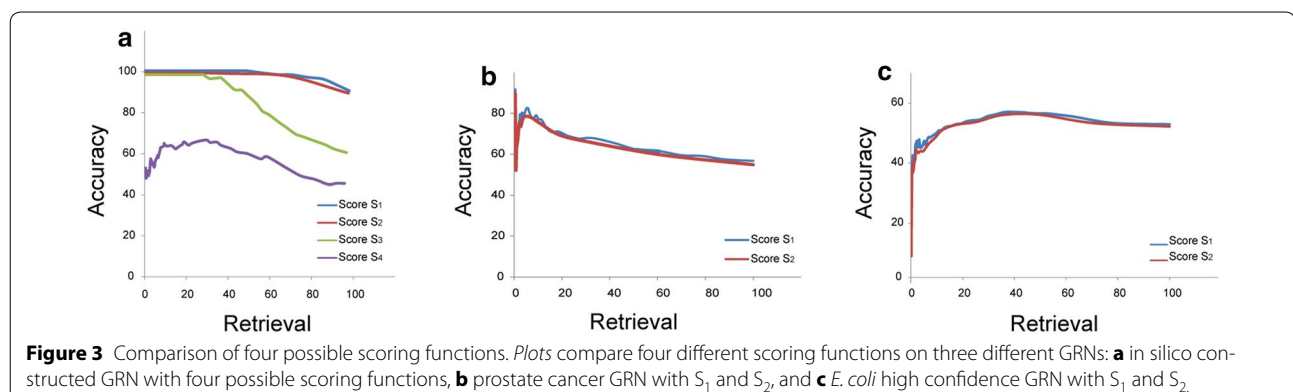 a
100
80
60
40
20
0
Accuracy
0 20 40 60 80 100
Retrieval
Score S1
Score S2
Score S3
Score S4
b
80
60
40
20
0
Accuracy
0 20 40 60 80 100
Retrieval
Score S1
Score S2
c
60
40
20
0
Accuracy
0 20 40 60 80 100
Retrieval
Score S1
Score S2
Figure 3 Comparison of four possible scoring functions. Plots compare four different scoring functions on three different GRNs: a in silico con-
structed GRN with four possible scoring functions, b prostate cancer GRN with S1 and S2, and c E. coli high confidence GRN with S1 and S2.